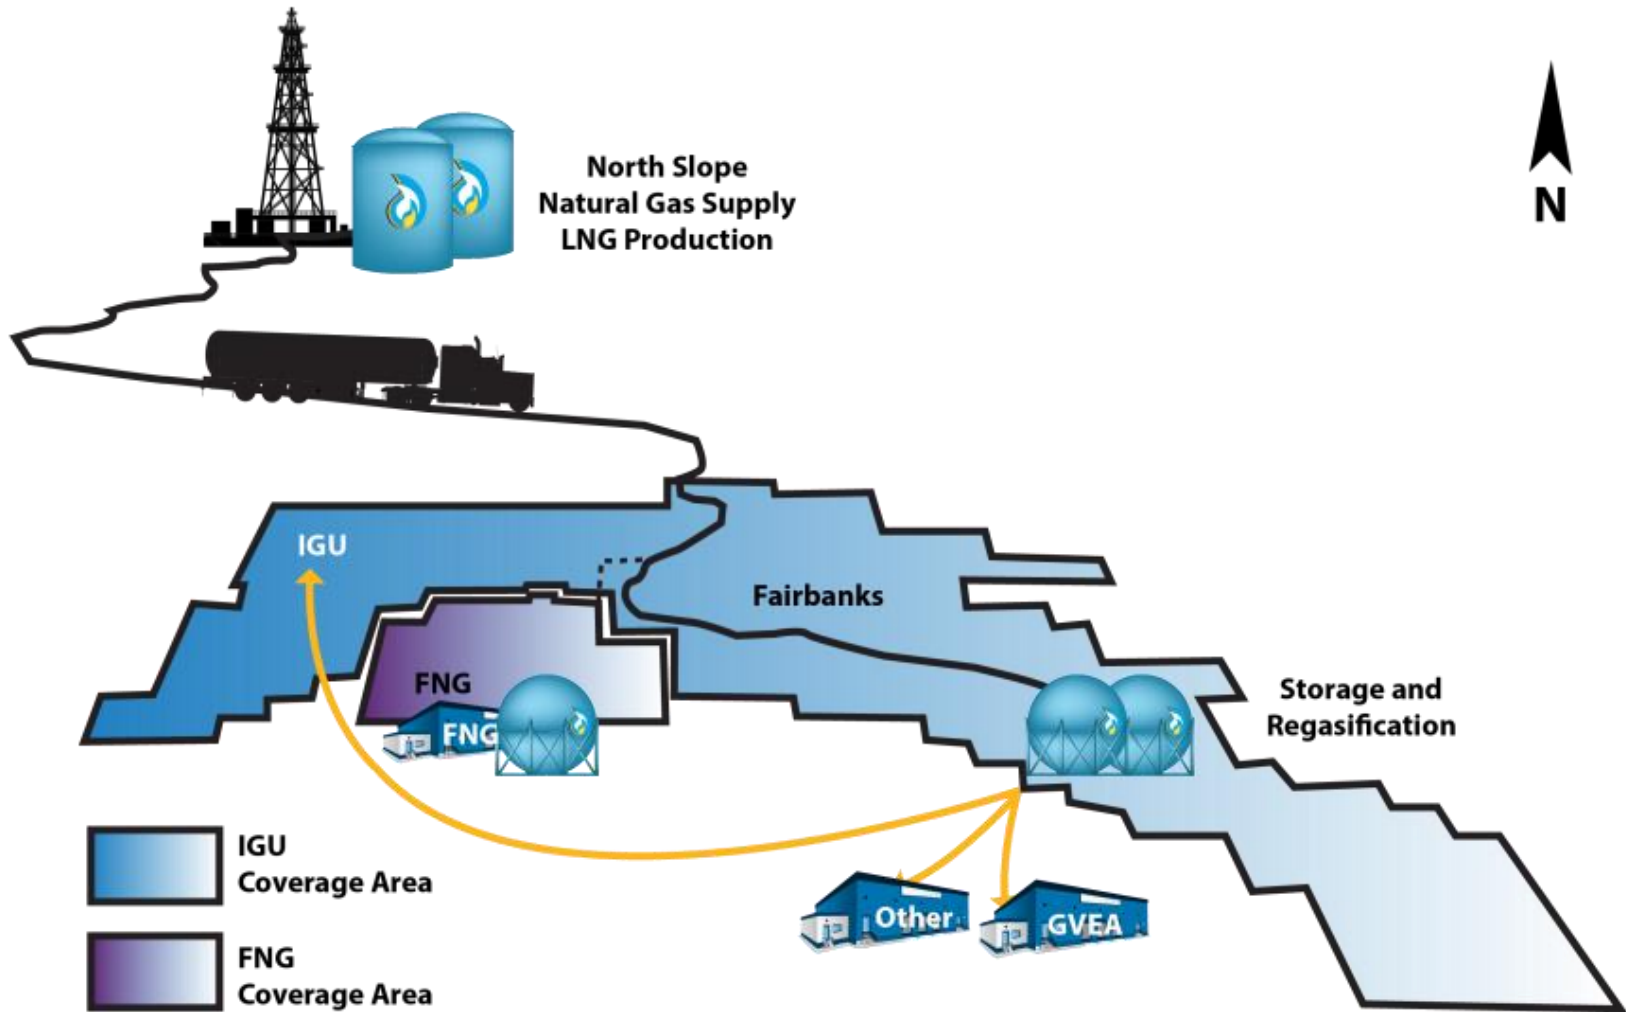 North Slope
Natural Gas Supply
LNG Production
N
IGU
Fairbanks
FNG
FNG
Storage and
Regasification
IGU
Coverage Area
Other
GVEA
FNG
Coverage Area